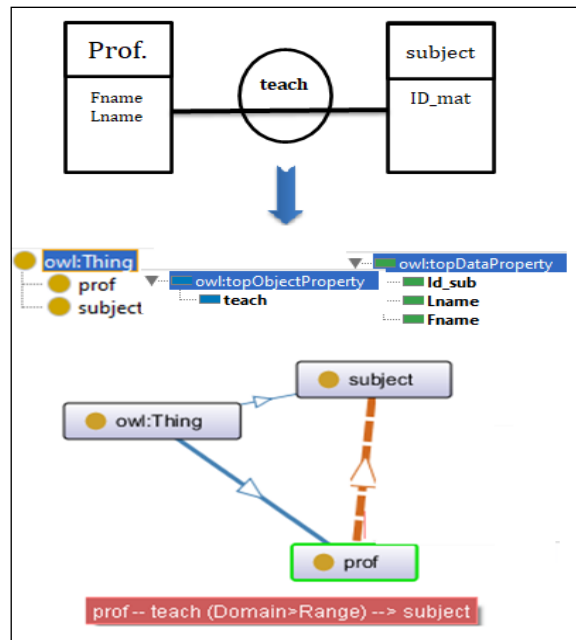 Prof.
Fname
Lname
teach
subject
ID_mat
owl:Thing
prof
subject
owl:topObjectProperty
teach
owl:topDataProperty
Id_sub
Lname
Fname
subject
owl:Thing
prof
prof -- teach (Domain>Range) --> subject